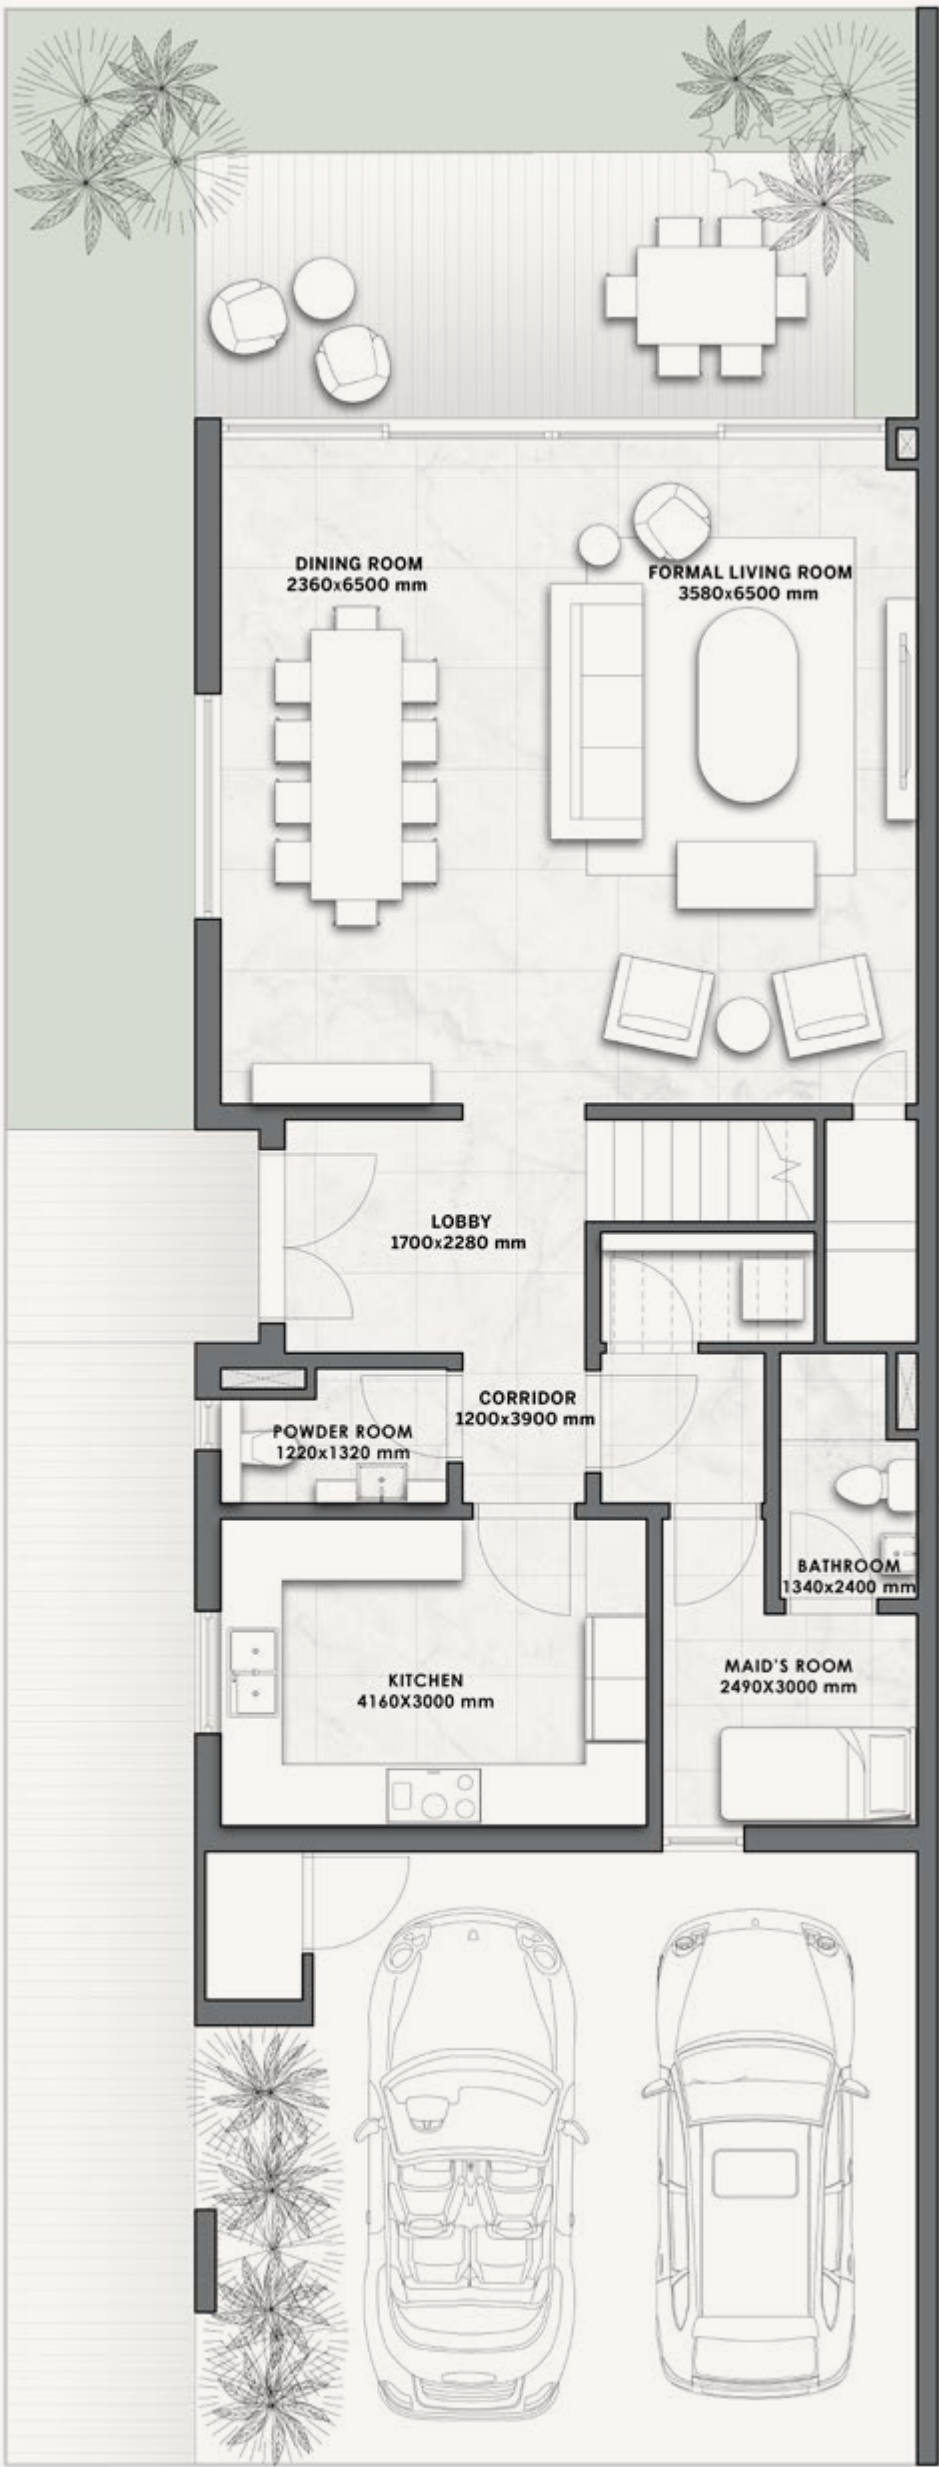 DINING ROOM
2360x6500 mm
FORMAL LIVING ROOM
3580x6500 mm
LOBBY
1700x2280 mm
CORRIDOR
1200x3900 mm
POWDER ROOM
1220x1320 mm
BATHROOM
1340x2400 mm
KITCHEN
4160X3000 mm
MAID'S ROOM
2490X3000 mm